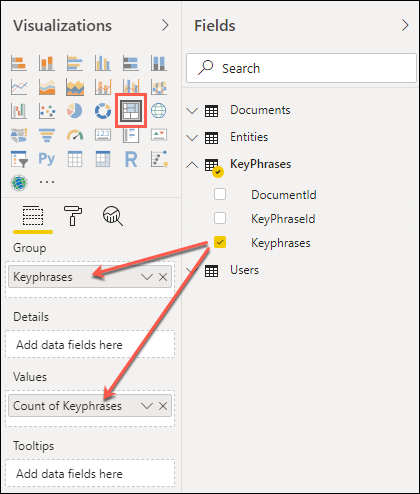 Visualizations
Fields
Search
Documents
Entities
KeyPhrases
DocumentId
KeyPhraseId
Keyphrases
Users
123
Py
R
Group
Keyphrases
Details
Add data fields here
Values
Count of Keyphrases
Tooltips
Add data fields here